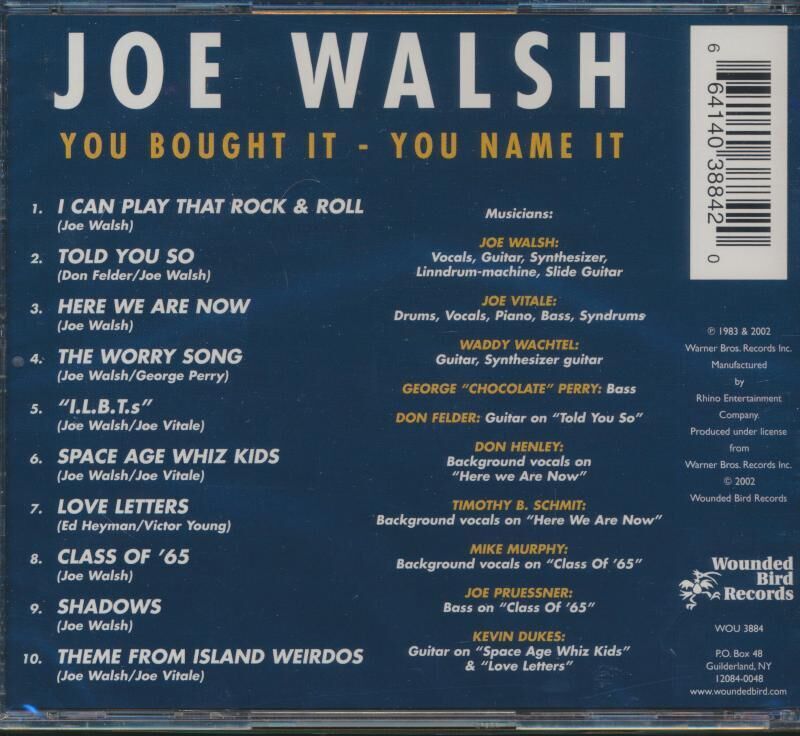 JOE WALSH
YOU BOUGHT IT - YOU NAME IT
1. I CAN PLAY THAT ROCK & ROLL
(Joe Walsh)
2. TOLD YOU SO
(Don Felder/Joe Walsh)
3. HERE WE ARE NOW
(Joe Walsh)
4. THE WORRY SONG
(Joe Walsh/George Perry)
5. "I.L.B.T.s"
(Joe Walsh/Joe Vitale)
6. SPACE AGE WHIZ KIDS
(Joe Walsh/Joe Vitale)
7. LOVE LETTERS
(Ed Heyman/Victor Young)
8. CLASS OF '65
(Joe Walsh)
9. SHADOWS
(Joe Walsh)
10. THEME FROM ISLAND WEIRDOS
(Joe Walsh/Joe Vitale)
Musicians:
JOE WALSH:
Vocals, Guitar, Synthesizer,
Linndrum-machine, Slide Guitar
JOE VITALE:
Drums, Vocals, Piano, Bass, Syndrums
WADDY WACHTEL:
Guitar, Synthesizer guitar
GEORGE "CHOCOLATE" PERRY: Bass
DON FELDER: Guitar on "Told You So"
DON HENLEY:
Background vocals on
"Here we Are Now"
TIMOTHY B. SCHMIT:
Background vocals on "Here We Are Now"
MIKE MURPHY:
Background vocals on "Class Of '65"
JOE PRUESSNER:
Bass on "Class Of '65"
KEVIN DUKES:
Guitar on "Space Age Whiz Kids"
& "Love Letters"
6 64140 38842 0
℗ 1983 & 2002
Warner Bros. Records Inc.
Manufactured
by
Rhino Entertainment
Company.
Produced under license
from
Warner Bros. Records Inc.
© 2002
Wounded Bird Records
Wounded
Bird
Records
WOU 3884
P.O. Box 48
Guilderland, NY
12084-0048
www.woundedbird.com